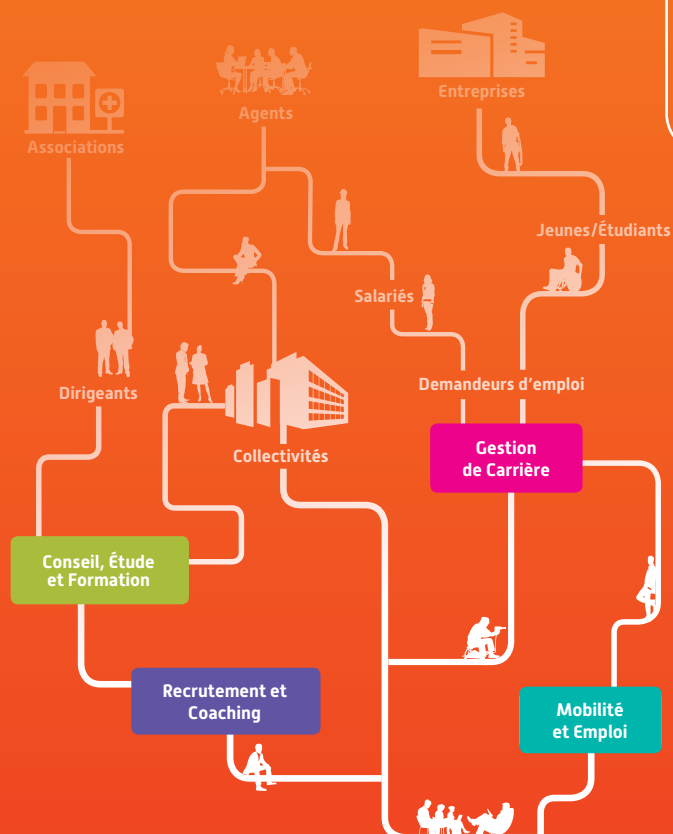 Entreprises
Agents
Associations
Jeunes/Étudiants
Salariés
Demandeurs d'emploi
Dirigeants
Collectivités
Gestion
de Carrière
Conseil, Étude
et Formation
Recrutement et
Coaching
Mobilité
et Emploi